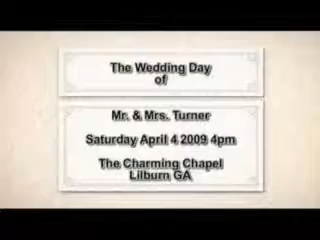 The Wedding Day
of
Mr. & Mrs. Turner
Saturday April 4 2009 4pm
The Charming Chapel
Lilburn GA